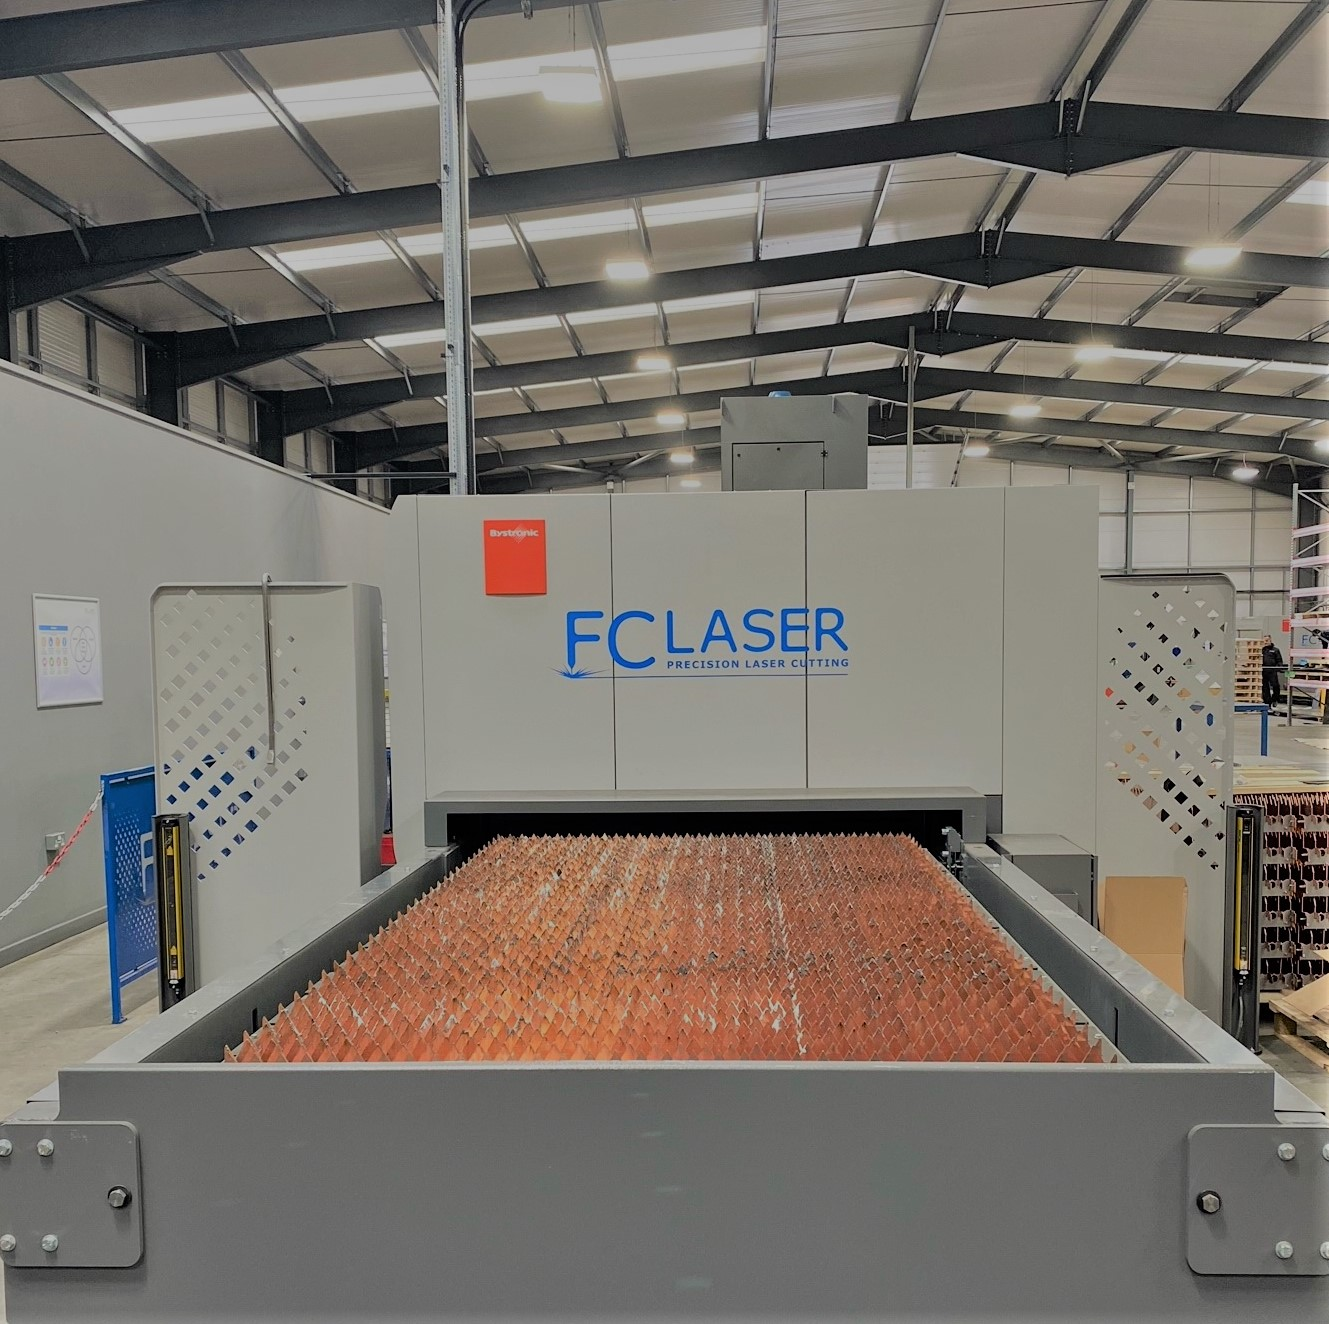 Bystronic
FC LASER
PRECISION LASER CUTTING